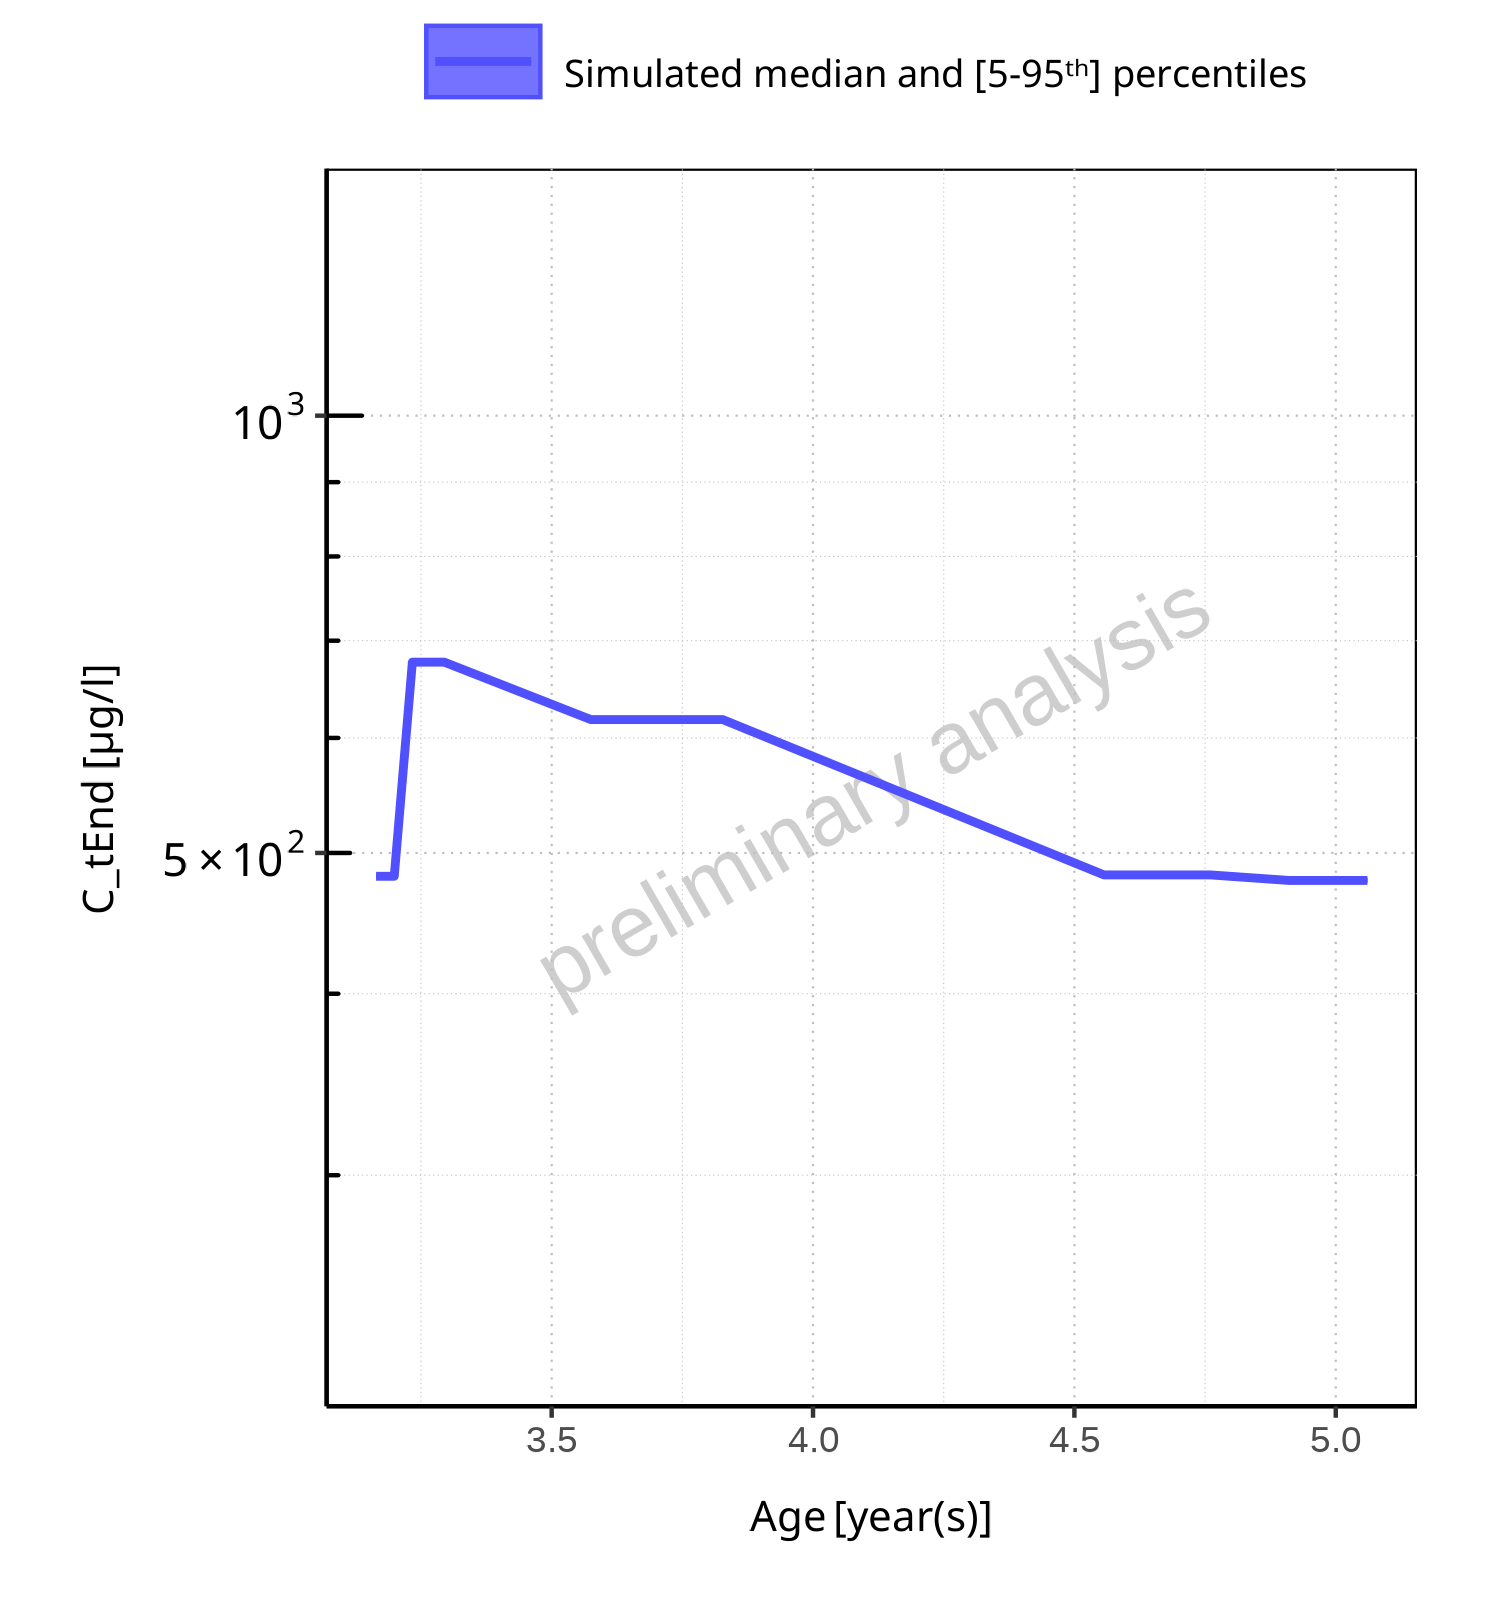 Simulated median and [5-95ᵗʰ] percentiles
10³
5 × 10²
C_tEnd [µg/l]
preliminary analysis
3.5 4.0 4.5 5.0
Age [year(s)]